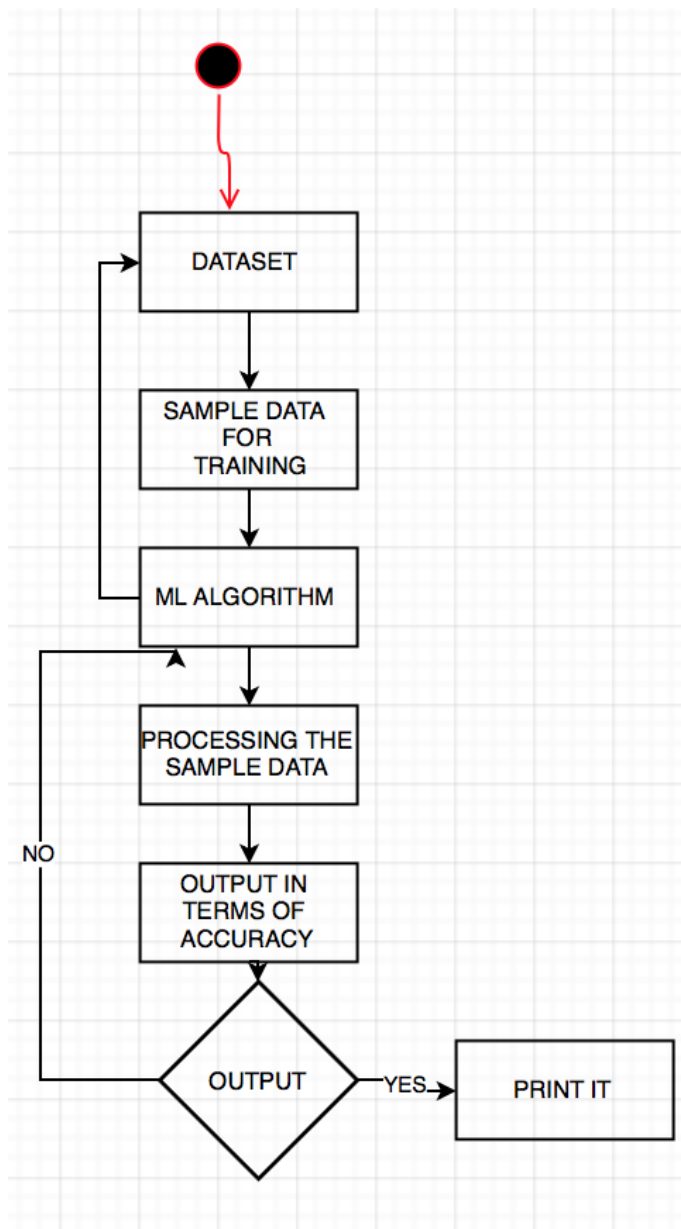 DATASET
SAMPLE DATA
FOR
TRAINING
ML ALGORITHM
PROCESSING THE
SAMPLE DATA
NO
OUTPUT IN
TERMS OF
ACCURACY
OUTPUT
YES
PRINT IT